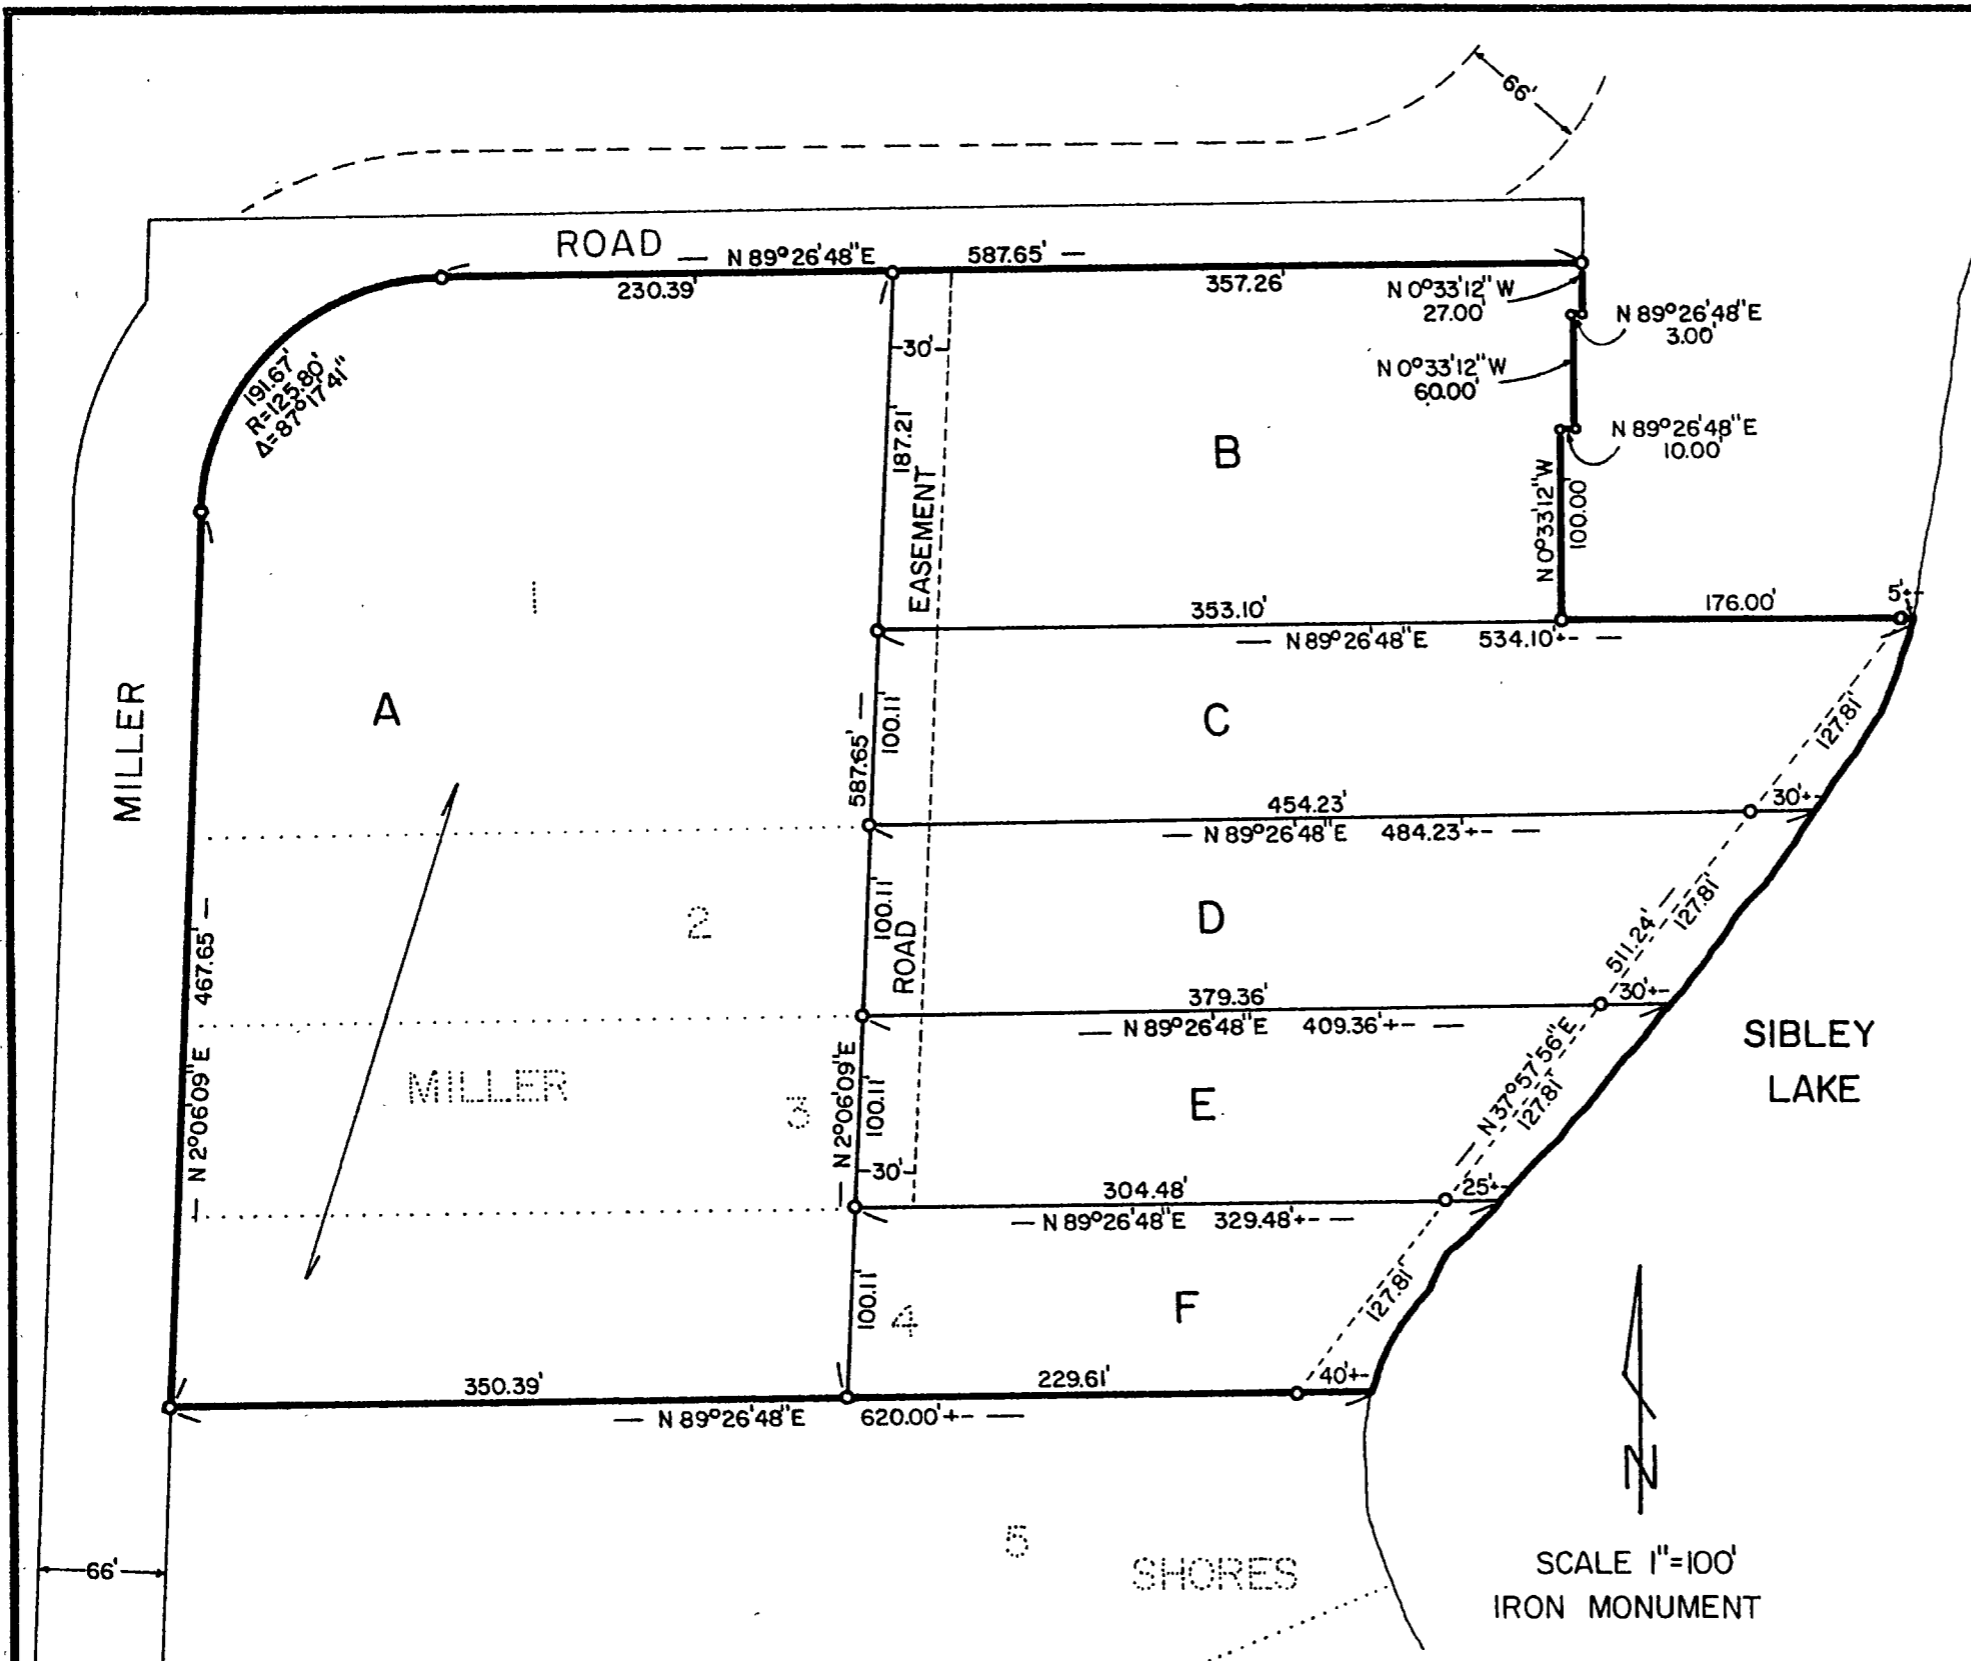 66'
ROAD
— N 89°26'48"E
587.65' —
230.39'
357.26'
N 0°33'12" W
27.00'
N 89°26'48"E
3.00'
30'
N 0°33'12" W
60.00'
191.67'
R=125.80'
Δ=87°17'41"
187.21'
EASEMENT
B
N 89°26'48"E
10.00'
N 0°33'12" W
100.00'
1
353.10'
— N 89°26'48"E 534.10'+- —
176.00'
5'+-
MILLER
A
587.65' —
100.11'
C
127.81'
454.23'
30'+-
— N 89°26'48"E 484.23'+- —
2
100.11'
ROAD
D
511.24' —
127.81'
467.65' —
379.36'
30'+-
— N 89°26'48"E 409.36'+- —
SIBLEY
LAKE
— N 2°06'09"E
MILLER
3
— N 2°06'09"E
100.11'
E
— N 37°57'56"E
127.81'
30'
304.48'
25'+-
— N 89°26'48"E 329.48'+- —
100.11'
4
F
127.81'
350.39'
229.61'
40'+-
— N 89°26'48"E 620.00'+- —
N
5
SHORES
66'
SCALE 1"=100'
IRON MONUMENT